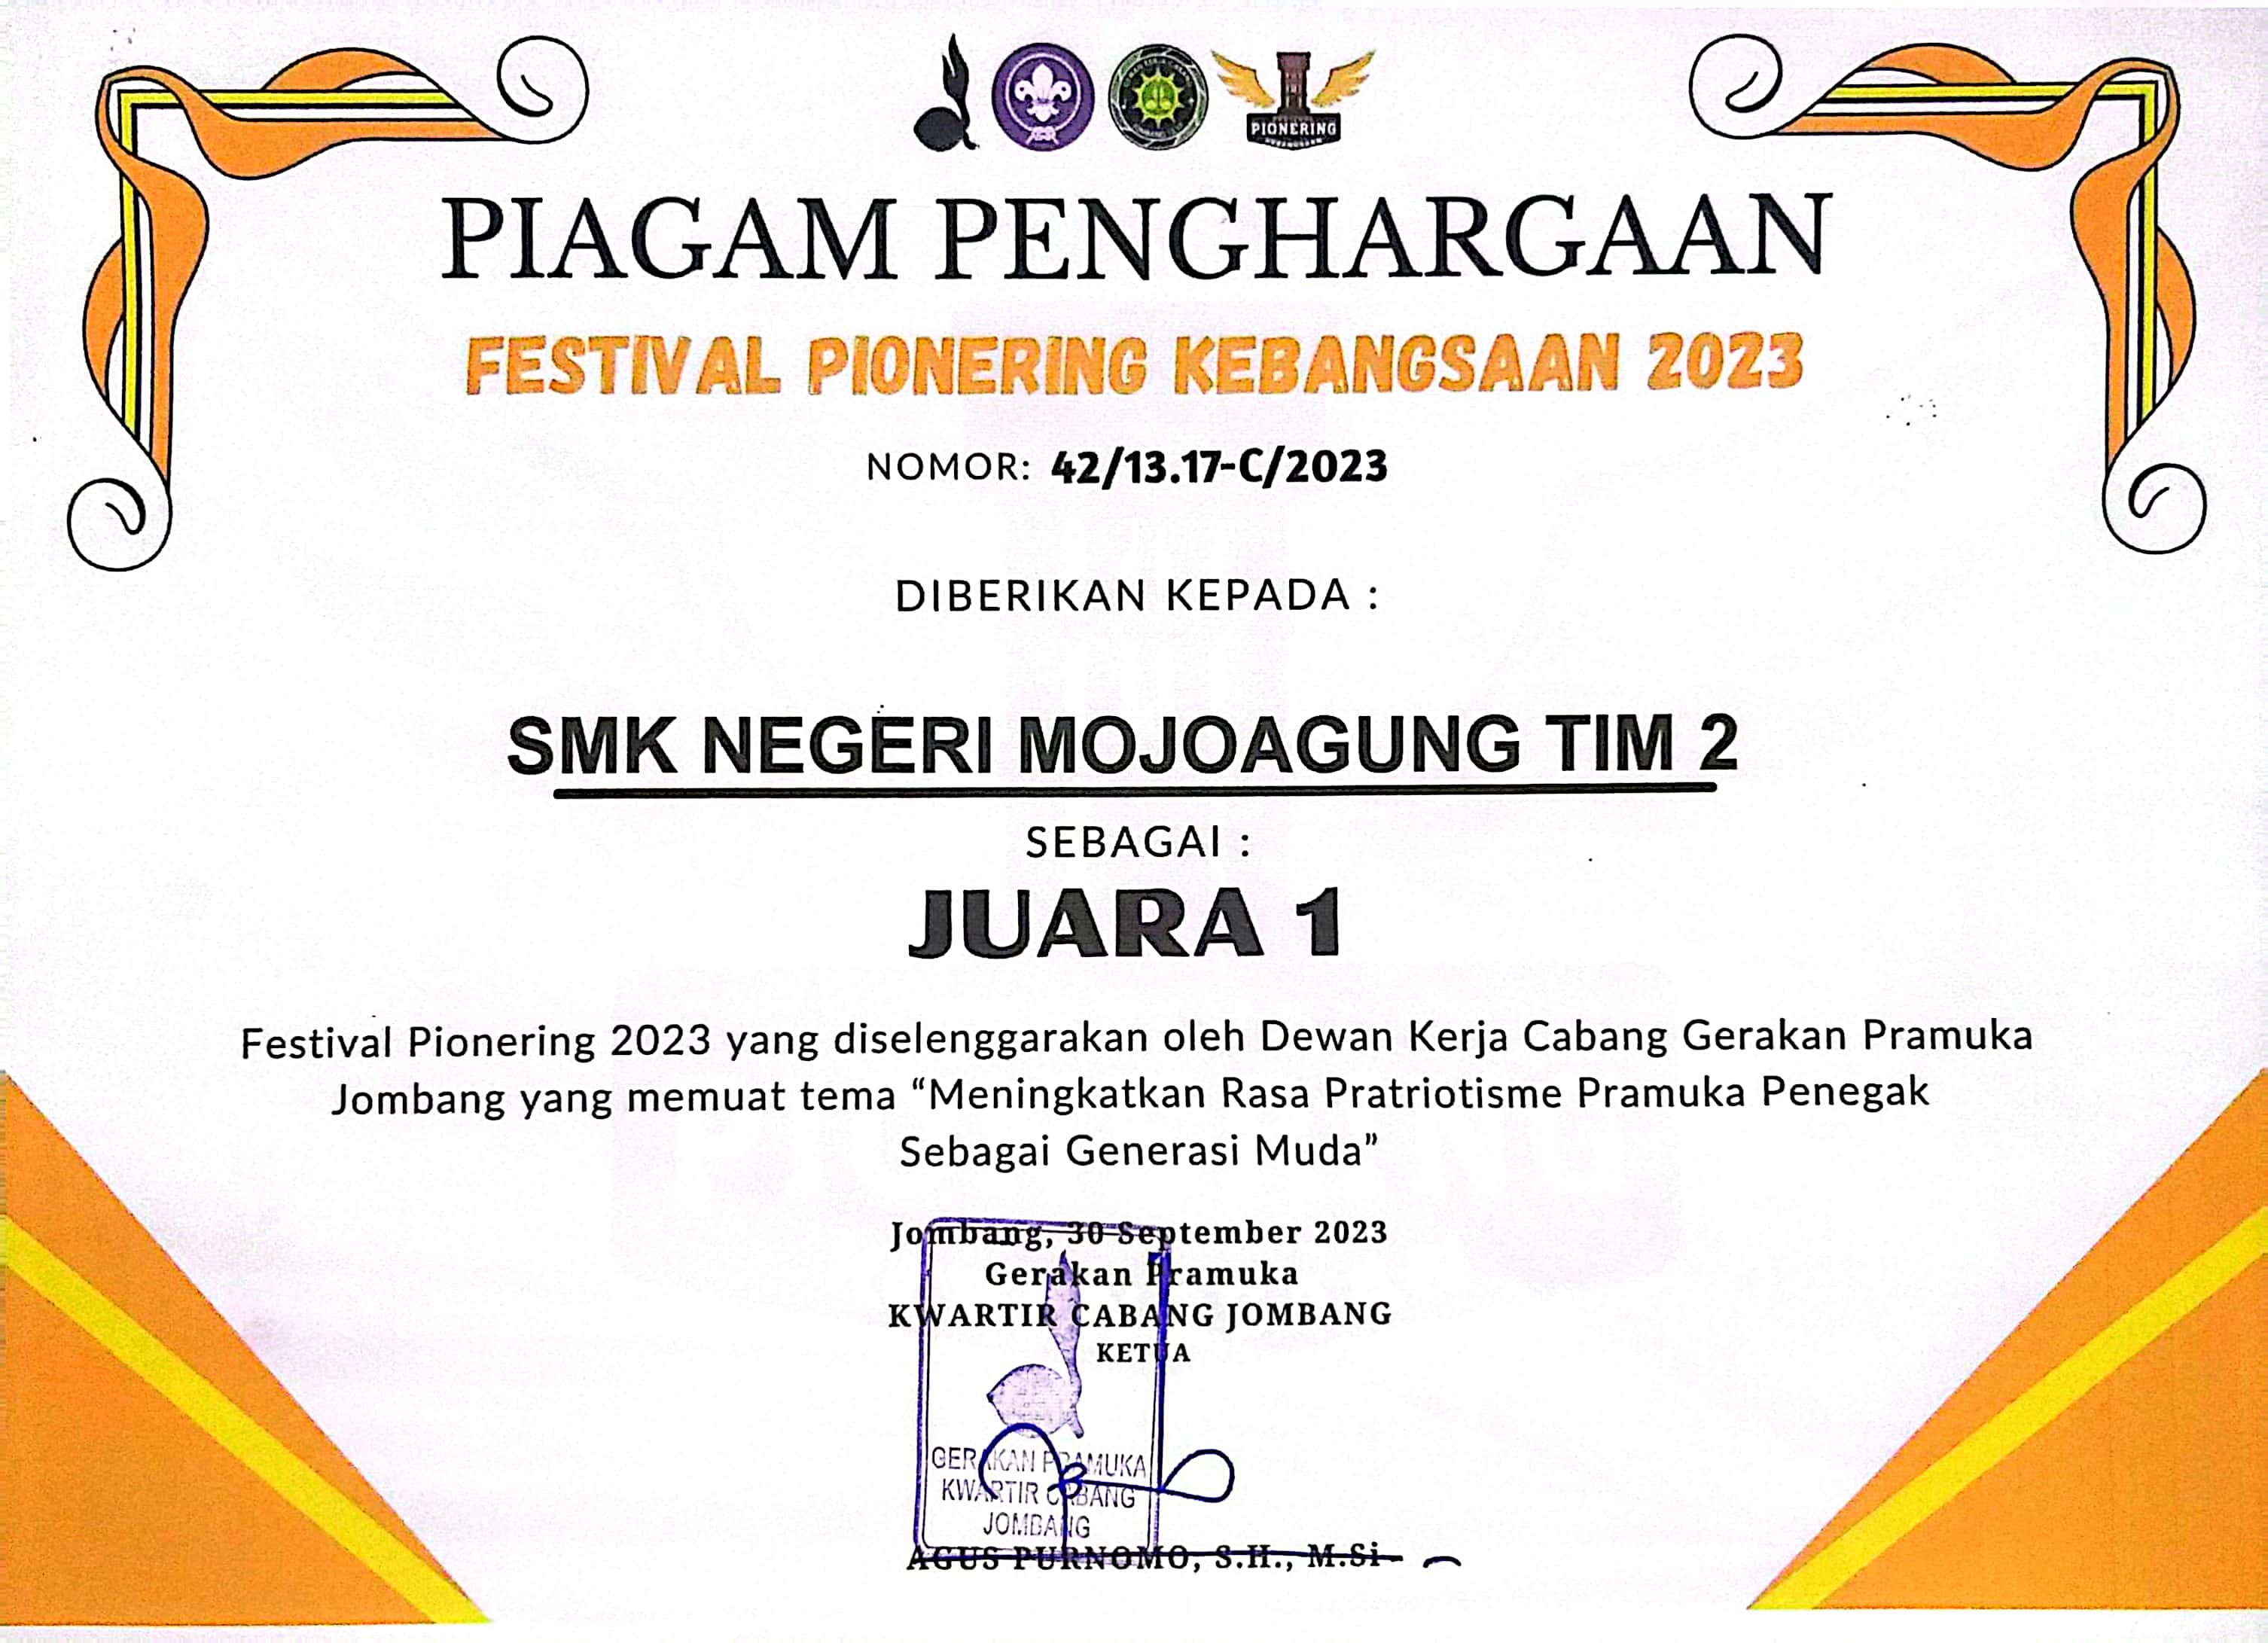 PIONERING
PIAGAM PENGHARGAAN
FESTIVAL PIONERING KEBANGSAAN 2023
NOMOR: 42/13.17-C/2023
DIBERIKAN KEPADA :
SMK NEGERI MOJOAGUNG TIM 2
SEBAGAI :
JUARA 1
Festival Pionering 2023 yang diselenggarakan oleh Dewan Kerja Cabang Gerakan Pramuka
Jombang yang memuat tema “Meningkatkan Rasa Pratriotisme Pramuka Penegak
Sebagai Generasi Muda”
Jombang, 30 September 2023
Gerakan Pramuka
KWARTIR CABANG JOMBANG
KETUA
GERAKAN PRAMUKA
KWARTIR CABANG
JOMBANG
AGUS PURNOMO, S.H., M.Si